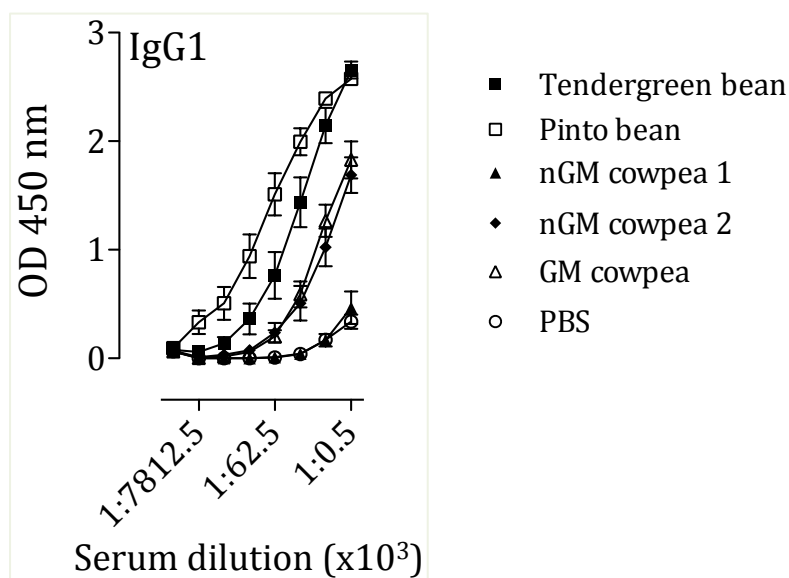 IgG1
3
2
1
0
OD 450 nm
1:7812.5
1:62.5
1:0.5
Serum dilution (x10³)
Tendergreen bean
Pinto bean
nGM cowpea 1
nGM cowpea 2
GM cowpea
PBS